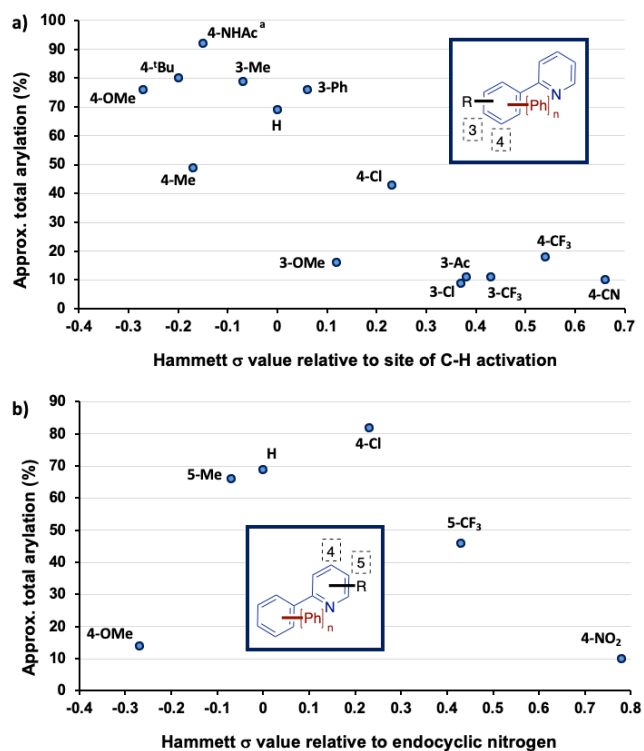 a)
Approx. total arylation (%)
100
90
80
70
60
50
40
30
20
10
0
4-NHAc a
4-tBu
3-Me
4-OMe
3-Ph
H
4-Me
4-Cl
3-OMe
3-Ac
4-CF3
3-Cl
3-CF3
4-CN
R
[Ph]n
N
3
4
-0.4 -0.3 -0.2 -0.1 0 0.1 0.2 0.3 0.4 0.5 0.6 0.7
Hammett σ value relative to site of C-H activation
b)
Approx. total arylation (%)
90
80
70
60
50
40
30
20
10
0
4-Cl
H
5-Me
5-CF3
4-OMe
4-NO2
4
5
R
N
[Ph]n
-0.4 -0.3 -0.2 -0.1 0 0.1 0.2 0.3 0.4 0.5 0.6 0.7 0.8
Hammett σ value relative to endocyclic nitrogen